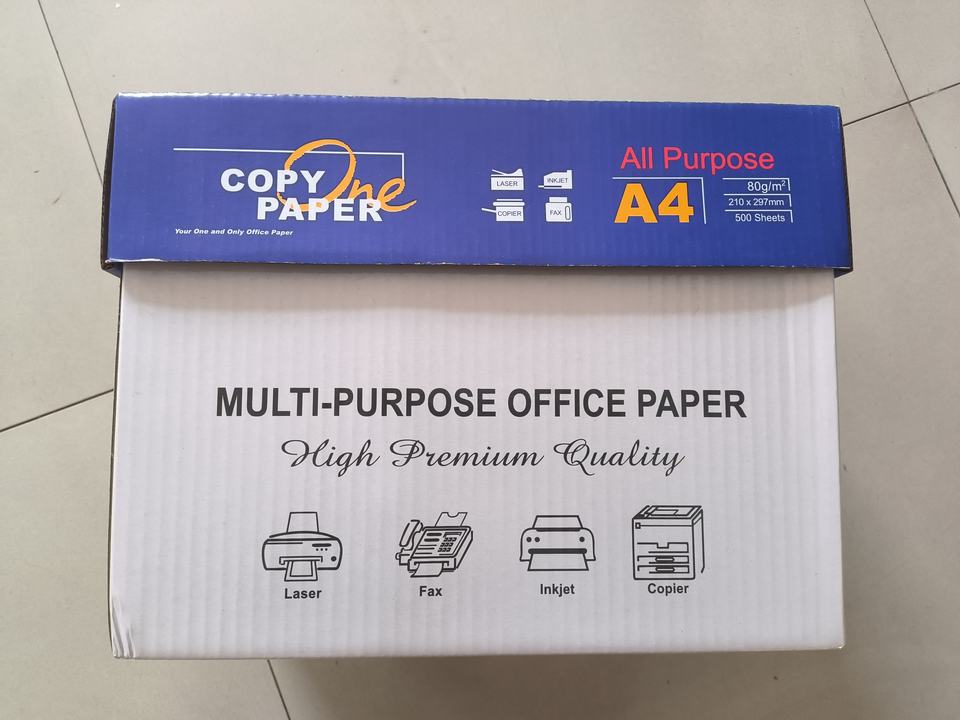 COPY One
PAPER
Your One and Only Office Paper
LASER
INKJET
COPIER
FAX
All Purpose
A4
80g/m²
210 x 297mm
500 Sheets
MULTI-PURPOSE OFFICE PAPER
High Premium Quality
Laser
Fax
Inkjet
Copier